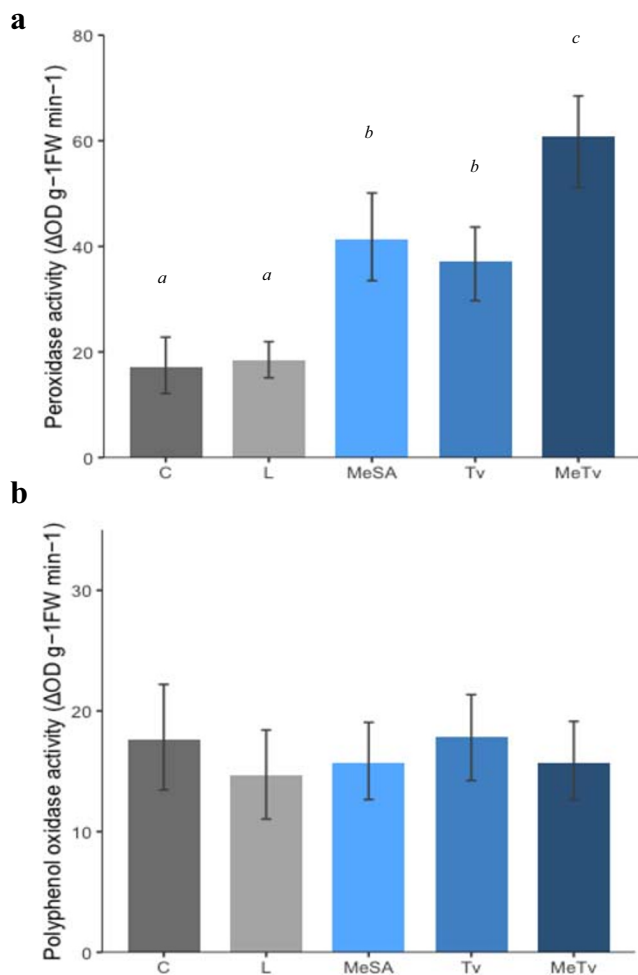 a
Peroxidase activity (ΔOD g−1FW min−1)
80
60
40
20
0
a
a
b
b
c
C L MeSA Tv MeTv
b
Polyphenol oxidase activity (ΔOD g−1FW min−1)
30
20
10
0
C L MeSA Tv MeTv